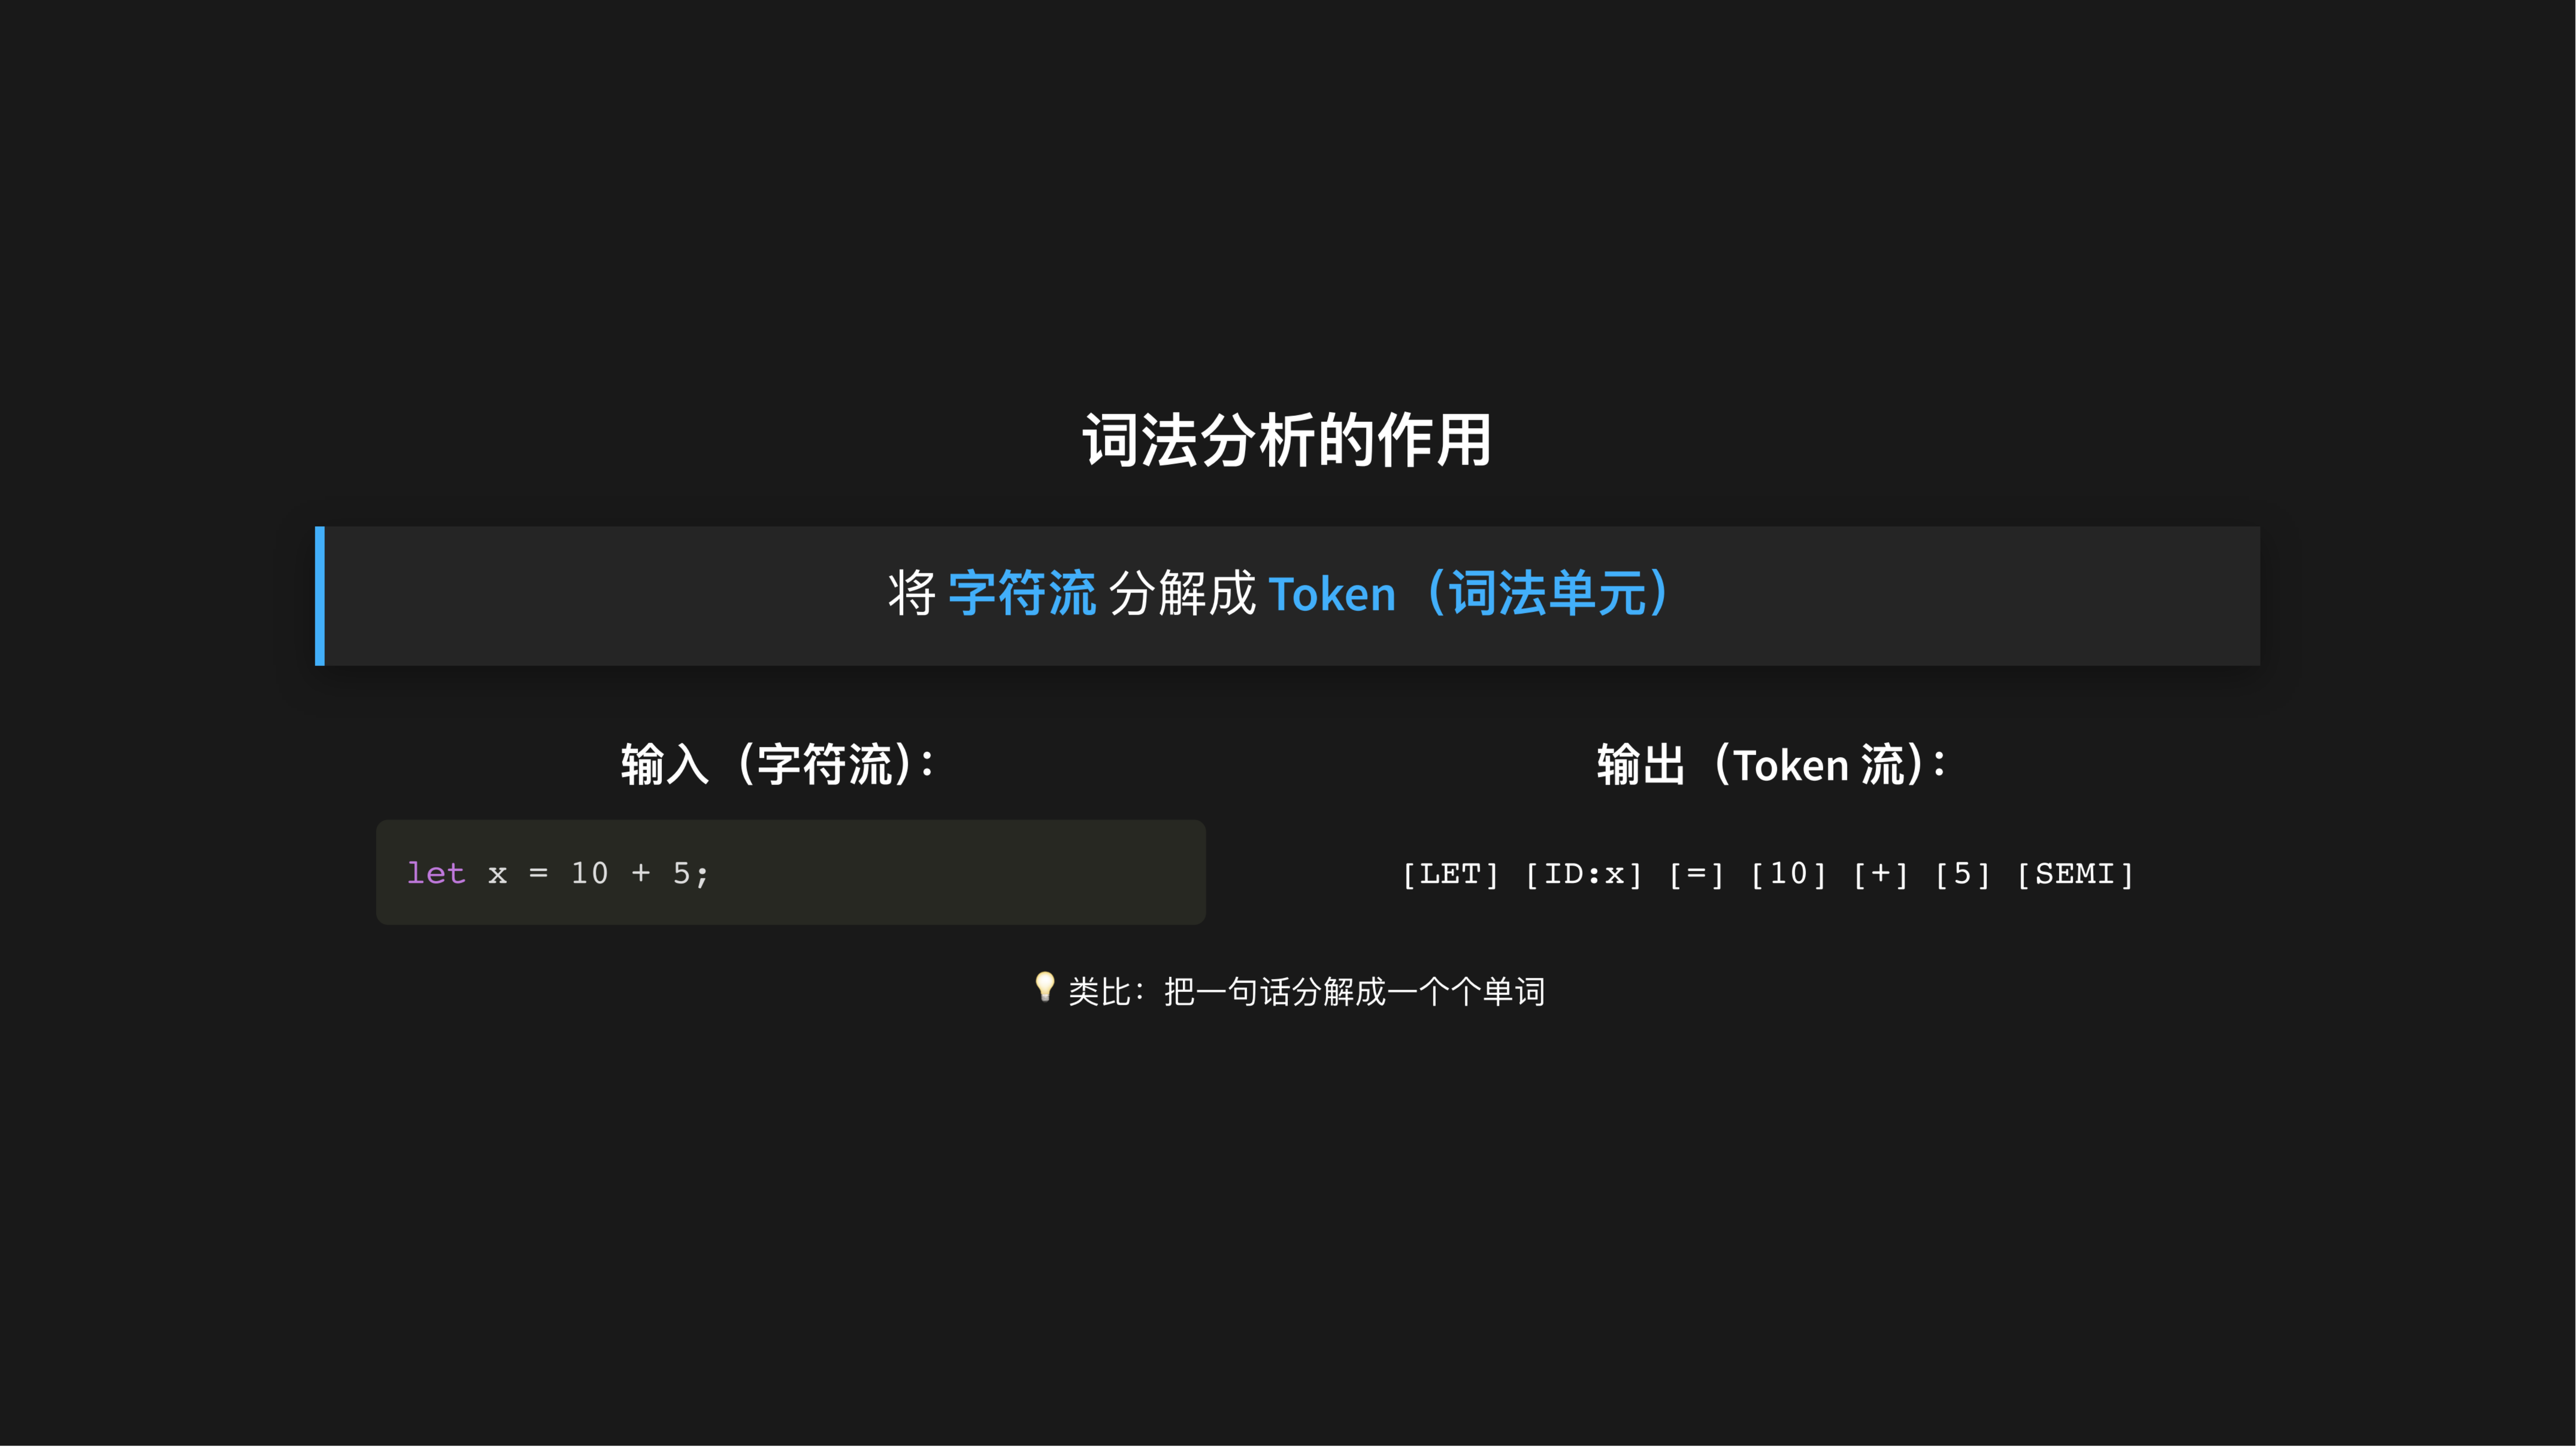 词法分析的作用
将 字符流 分解成 Token（词法单元）
输入（字符流）：
let x = 10 + 5;
输出（Token 流）：
[LET] [ID:x] [=] [10] [+] [5] [SEMI]
💡 类比：把一句话分解成一个个单词